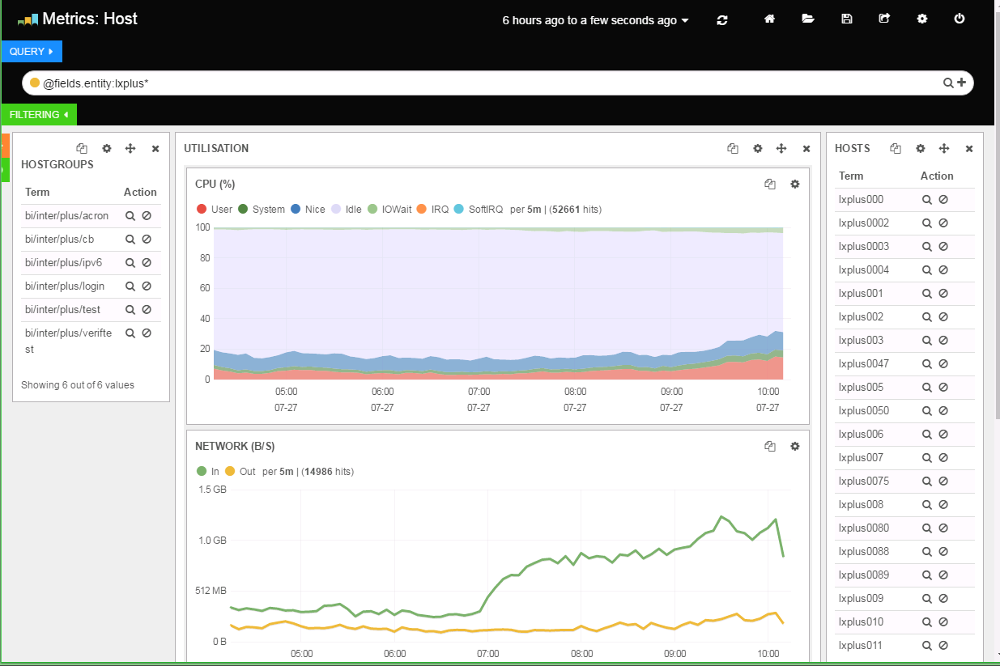 Metrics: Host
6 hours ago to a few seconds ago
QUERY
@fields.entity:lxplus*
FILTERING
HOSTGROUPS
Term Action
bi/inter/plus/acron
bi/inter/plus/cb
bi/inter/plus/ipv6
bi/inter/plus/login
bi/inter/plus/test
bi/inter/plus/verifte
st
Showing 6 out of 6 values
UTILISATION
CPU (%)
User System Nice Idle IOWait IRQ SoftIRQ per 5m | (52661 hits)
100
80
60
40
20
0
05:00 06:00 07:00 08:00 09:00 10:00
07-27 07-27 07-27 07-27 07-27 07-27
NETWORK (B/S)
In Out per 5m | (14986 hits)
1.5 GB
1.0 GB
512 MB
0 B
05:00 06:00 07:00 08:00 09:00 10:00
HOSTS
Term Action
lxplus000
lxplus0002
lxplus0003
lxplus0004
lxplus001
lxplus002
lxplus003
lxplus0047
lxplus005
lxplus0050
lxplus006
lxplus007
lxplus0075
lxplus008
lxplus0080
lxplus0088
lxplus0089
lxplus009
lxplus010
lxplus011